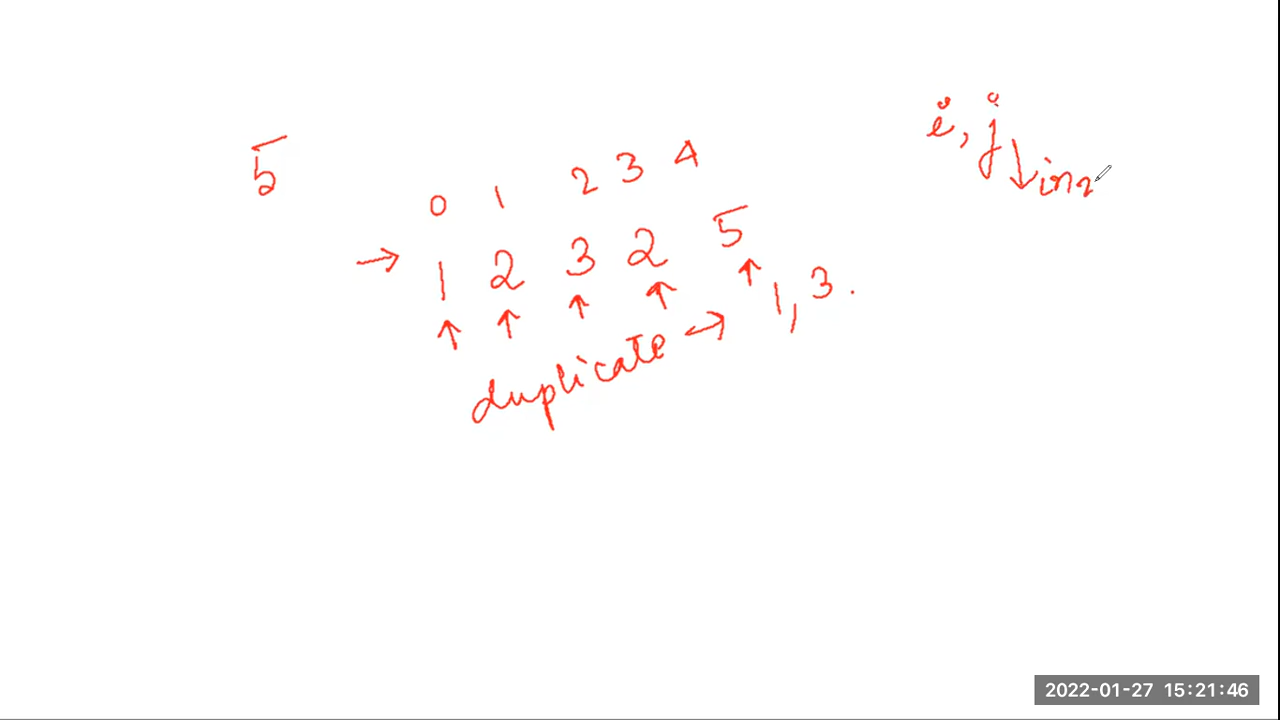 5
0 1 2 3 4
→ 1 2 3 2 5
↑ ↑ ↑ ↑ ↑
duplicate → 1, 3.
i, j
↓
2022-01-27 15:21:46